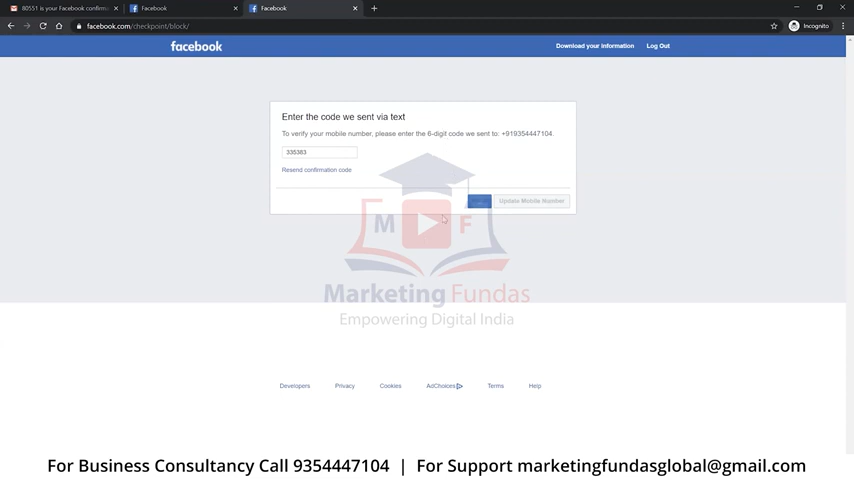 80551 is your Facebook confirm
Facebook
Facebook
facebook.com/checkpoint/block/
Incognito
facebook
Download your information
Log Out
Enter the code we sent via text
To verify your mobile number, please enter the 6-digit code we sent to: +919354447104.
335383
Resend confirmation code
Update Mobile Number
M F
Marketing Fundas
Empowering Digital India
Developers
Privacy
Cookies
AdChoices
Terms
Help
For Business Consultancy Call 9354447104 | For Support marketingfundasglobal@gmail.com